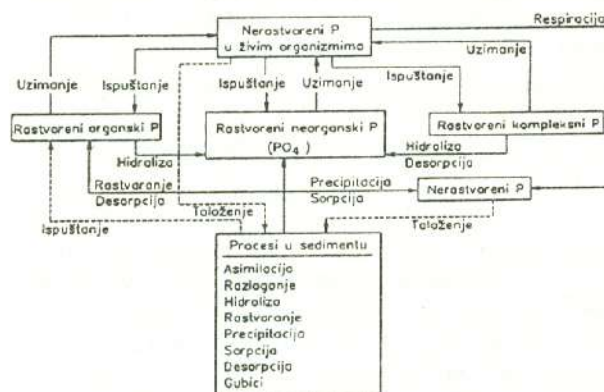 Nerastvoreni P
u živim organizmima
Respiracija
Uzimanje
Ispuštanje
Ispuštanje
Uzimanje
Ispuštanje
Uzimanje
Rastvoreni organski P
Rastvoreni neorganski P
(PO4)
Rastvoreni kompleksni P
Hidroliza
Hidroliza
Desorpcija
Rastvaranje
Desorpcija
Precipitacija
Sorpcija
Nerastvoreni P
Ispuštanje
Taloženje
Taloženje
Procesi u sedimentu
Asimilacija
Razlaganje
Hidroliza
Rastvaranje
Precipitacija
Sorpcija
Desorpcija
Gubici